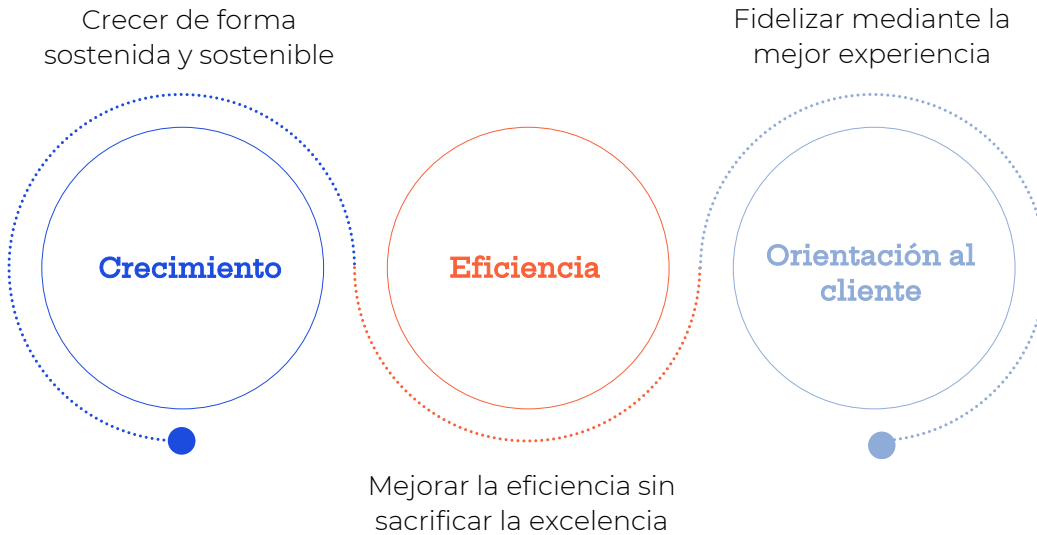 Crecer de forma
sostenida y sostenible
Crecimiento
Eficiencia
Mejorar la eficiencia sin
sacrificar la excelencia
Fidelizar mediante la
mejor experiencia
Orientación al
cliente